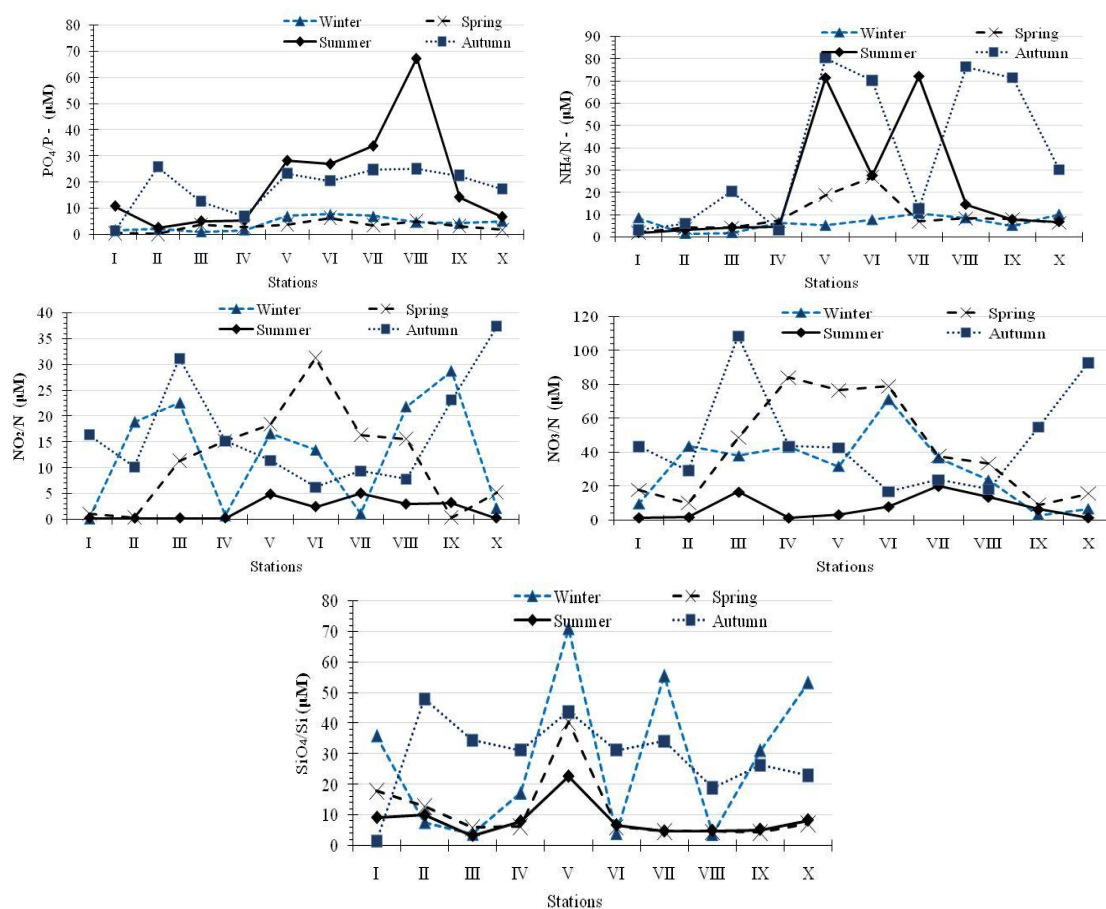 Winter Spring
Summer Autumn
PO₄/P - (μM)
80
70
60
50
40
30
20
10
0
I II III IV V VI VII VIII IX X
Stations
Winter Spring
Summer Autumn
NH₄/N - (μM)
90
80
70
60
50
40
30
20
10
0
I II III IV V VI VII VIII IX X
Stations
Winter Spring
Summer Autumn
NO₂/N (μM)
40
35
30
25
20
15
10
5
0
I II III IV V VI VII VIII IX X
Stations
Winter Spring
Summer Autumn
NO₃/N (μM)
120
100
80
60
40
20
0
I II III IV V VI VII VIII IX X
Stations
Winter Spring
Summer Autumn
SiO₄/Si (μM)
80
70
60
50
40
30
20
10
0
I II III IV V VI VII VIII IX X
Stations